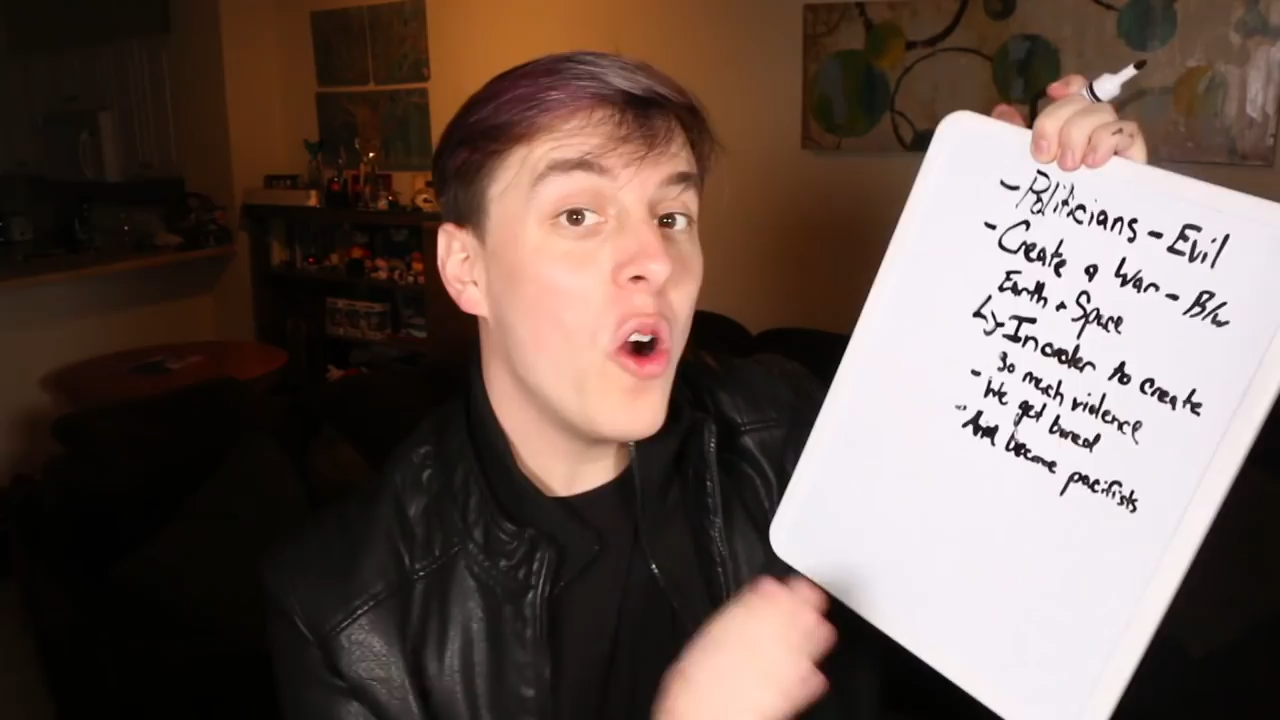 - Politicians - Evil
- Create a War - B/w
Earth + Space
↳ In order to create
so much violence
- We get bored
- And become pacifists